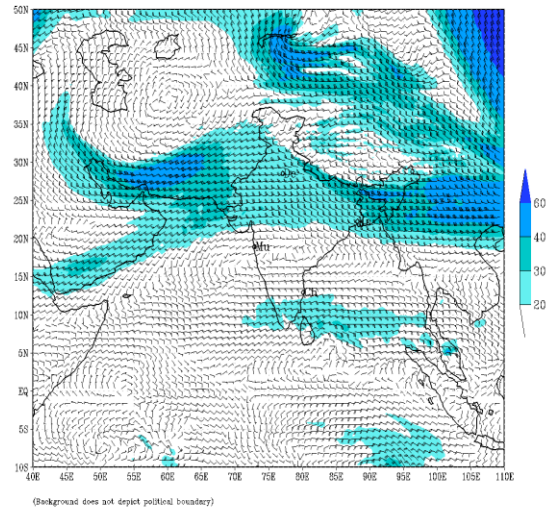 50N
45N
40N
35N
30N
25N
20N
15N
10N
5N
EQ
5S
10S
40E 45E 50E 55E 60E 65E 70E 75E 80E 85E 90E 95E 100E 105E 110E
60
40
30
20
Mu
Ch
(Background does not depict political boundary)